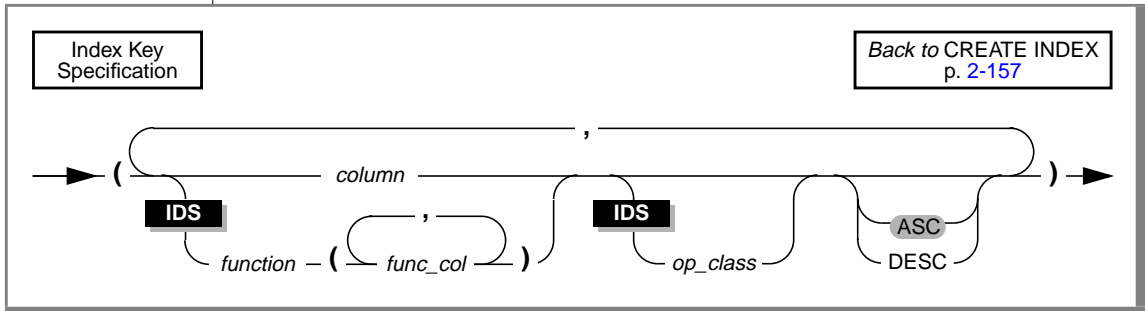 Index Key
Specification
Back to CREATE INDEX
p. 2-157
,
( column )
IDS , IDS ASC
function ( func_col ) op_class DESC